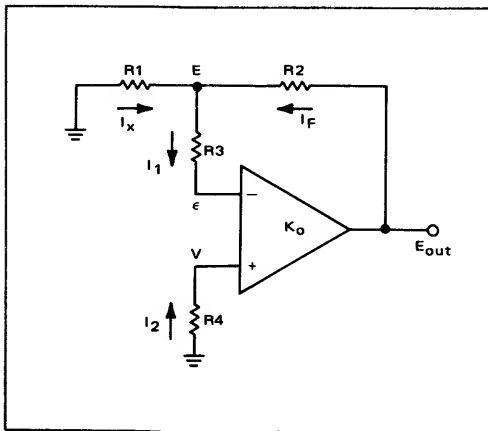 R1 E R2
Ix IF
I1 R3
ϵ −
Ko
V + Eout
I2 R4